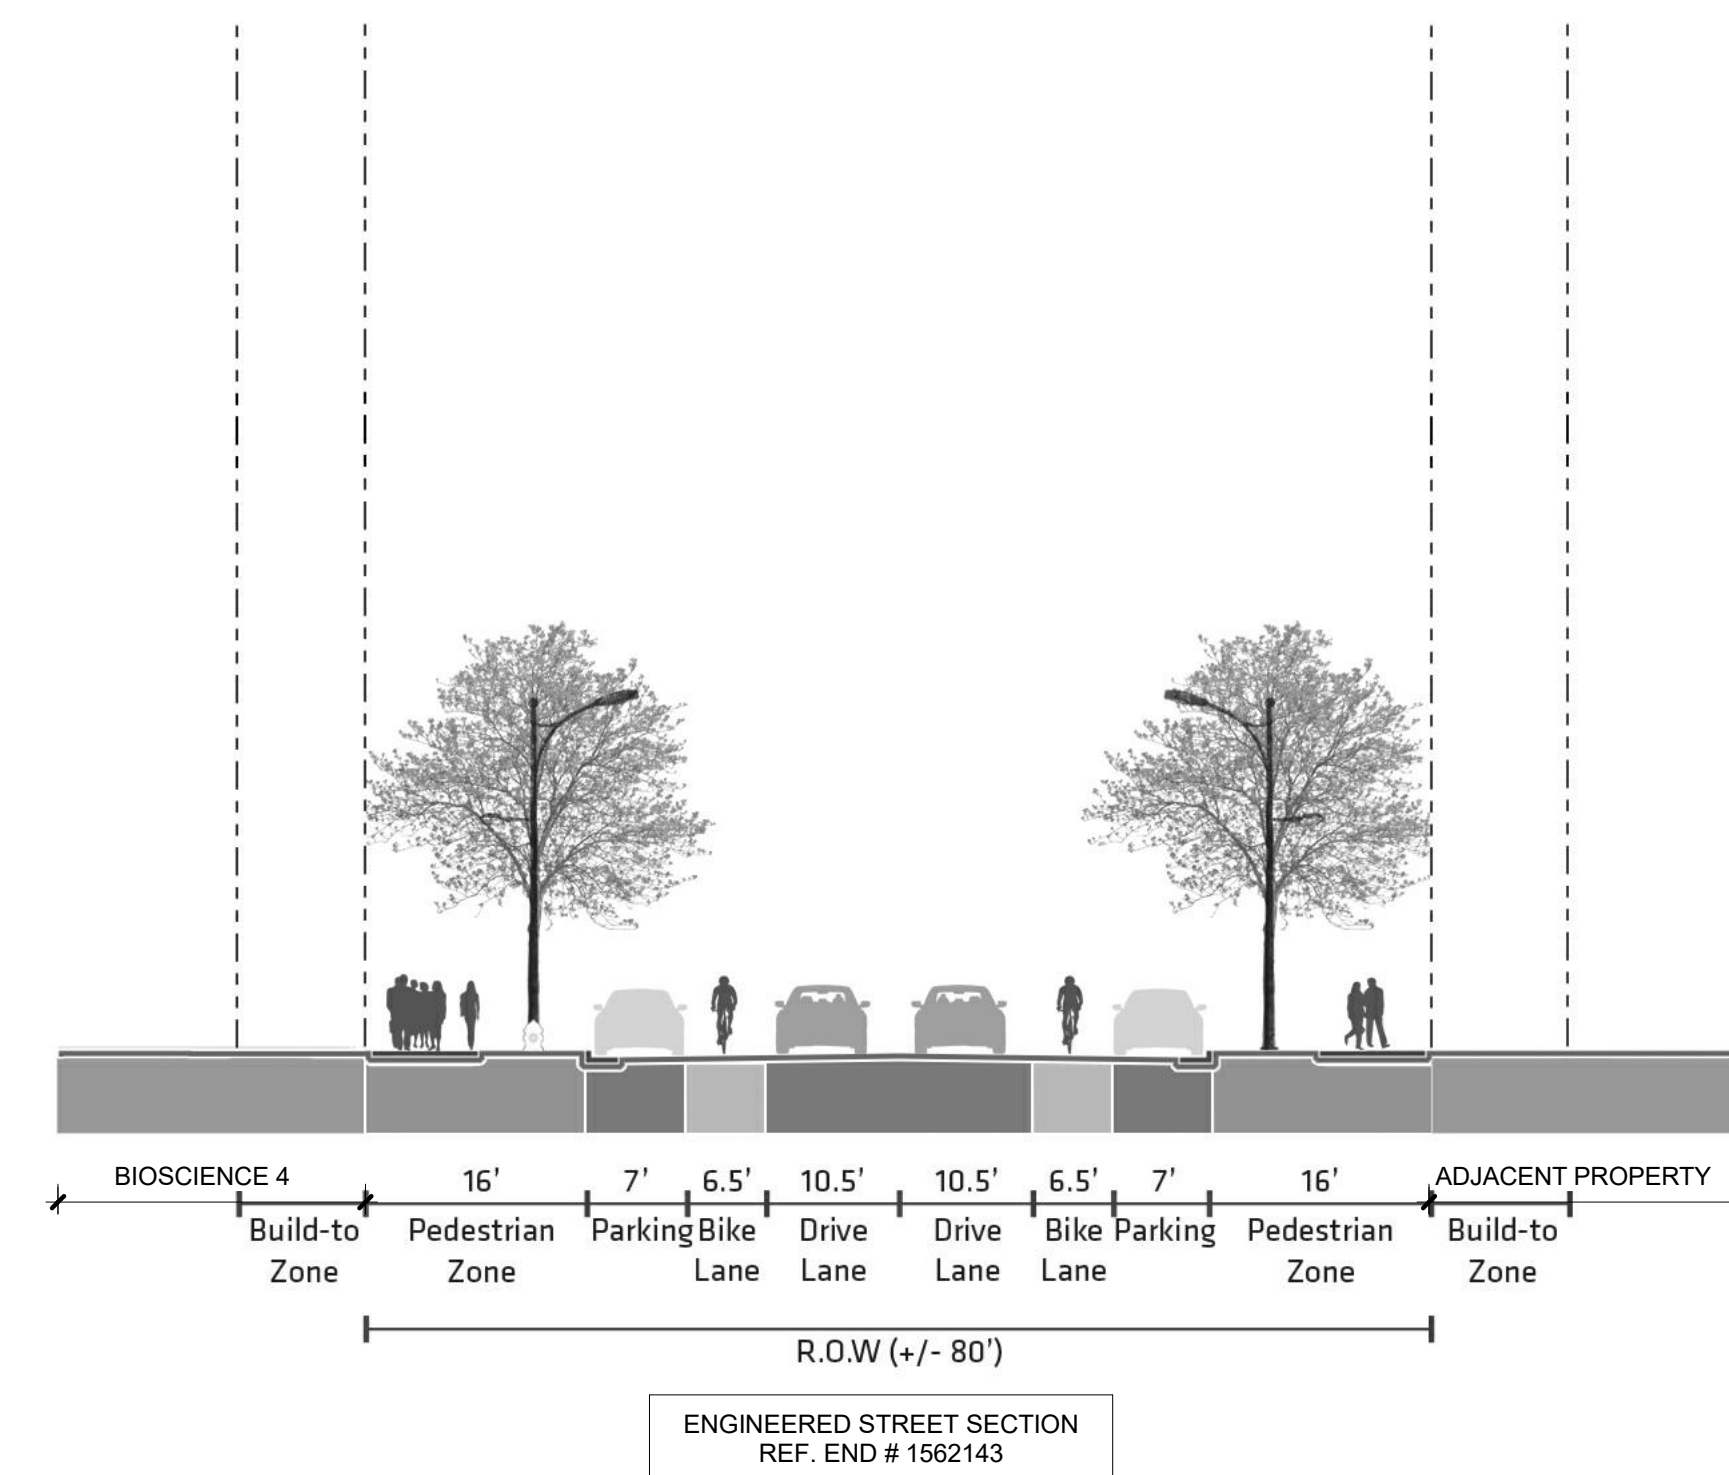 BIOSCIENCE 4 16’ 7’ 6.5’ 10.5’ 10.5’ 6.5’ 7’ 16’ ADJACENT PROPERTY
Build-to Pedestrian Parking Bike Drive Drive Bike Parking Pedestrian Build-to
Zone Zone Lane Lane Lane Lane Zone Zone
R.O.W (+/- 80’)
ENGINEERED STREET SECTION
REF. END # 1562143